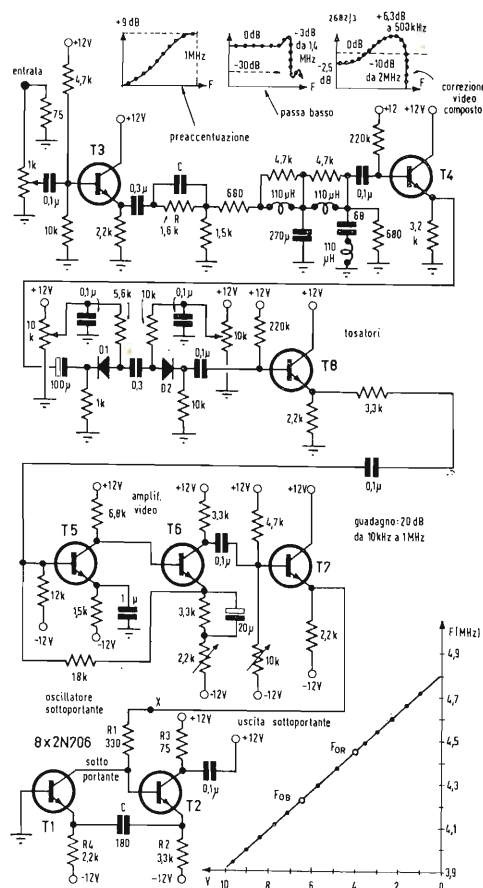 +9dB
1MHz
F
preaccentuazione
0dB
-3dB
da 1,4
MHz
-30dB
F
passa basso
2682/3
+6,3dB
a 500kHz
0dB
-2,5
dB
-10dB
da 2MHz
F
correzione
video
composto
+12V
4,7k
entrata
75
1k
0,1µ
10k
T3
+12V
2,2k
0,3µ
C
R
1,6k
1,5k
680
4,7k
4,7k
110µH
110µH
270µ
68
110
µH
680
0,1µ
+12
220k
+12V
T4
3,2
k
+12V
10
k
0,1µ
5,6k
10k
0,1µ
+12V
10k
+12V
220k
+12V
tosatori
100µ
D1
1k
0,3
D2
10k
0,1µ
T8
2,2k
3,3k
0,1µ
+12V
6,8k
amplif.
video
T5
12k
-12V
1,5k
-12V
1
µ
18k
+12V
3,3k
T6
0,1µ
3,3k
20µ
2,2k
-12V
+12V
4,7k
10k
-12V
+12V
T7
2,2k
-12V
guadagno: 20dB
da 10kHz a 1MHz
oscillatore
sottoportante
X
8x2N706
R1
330
sotto
portante
R3
75
+12V
uscita sottoportante
+12V
0,1µ
T1
T2
C
180
R4
2,2k
-12V
R2
3,3k
-12V
F(MHz)
4,9
4,7
4,5
4,3
4,1
3,9
FOR
FOB
V
10
8
6
4
2
0